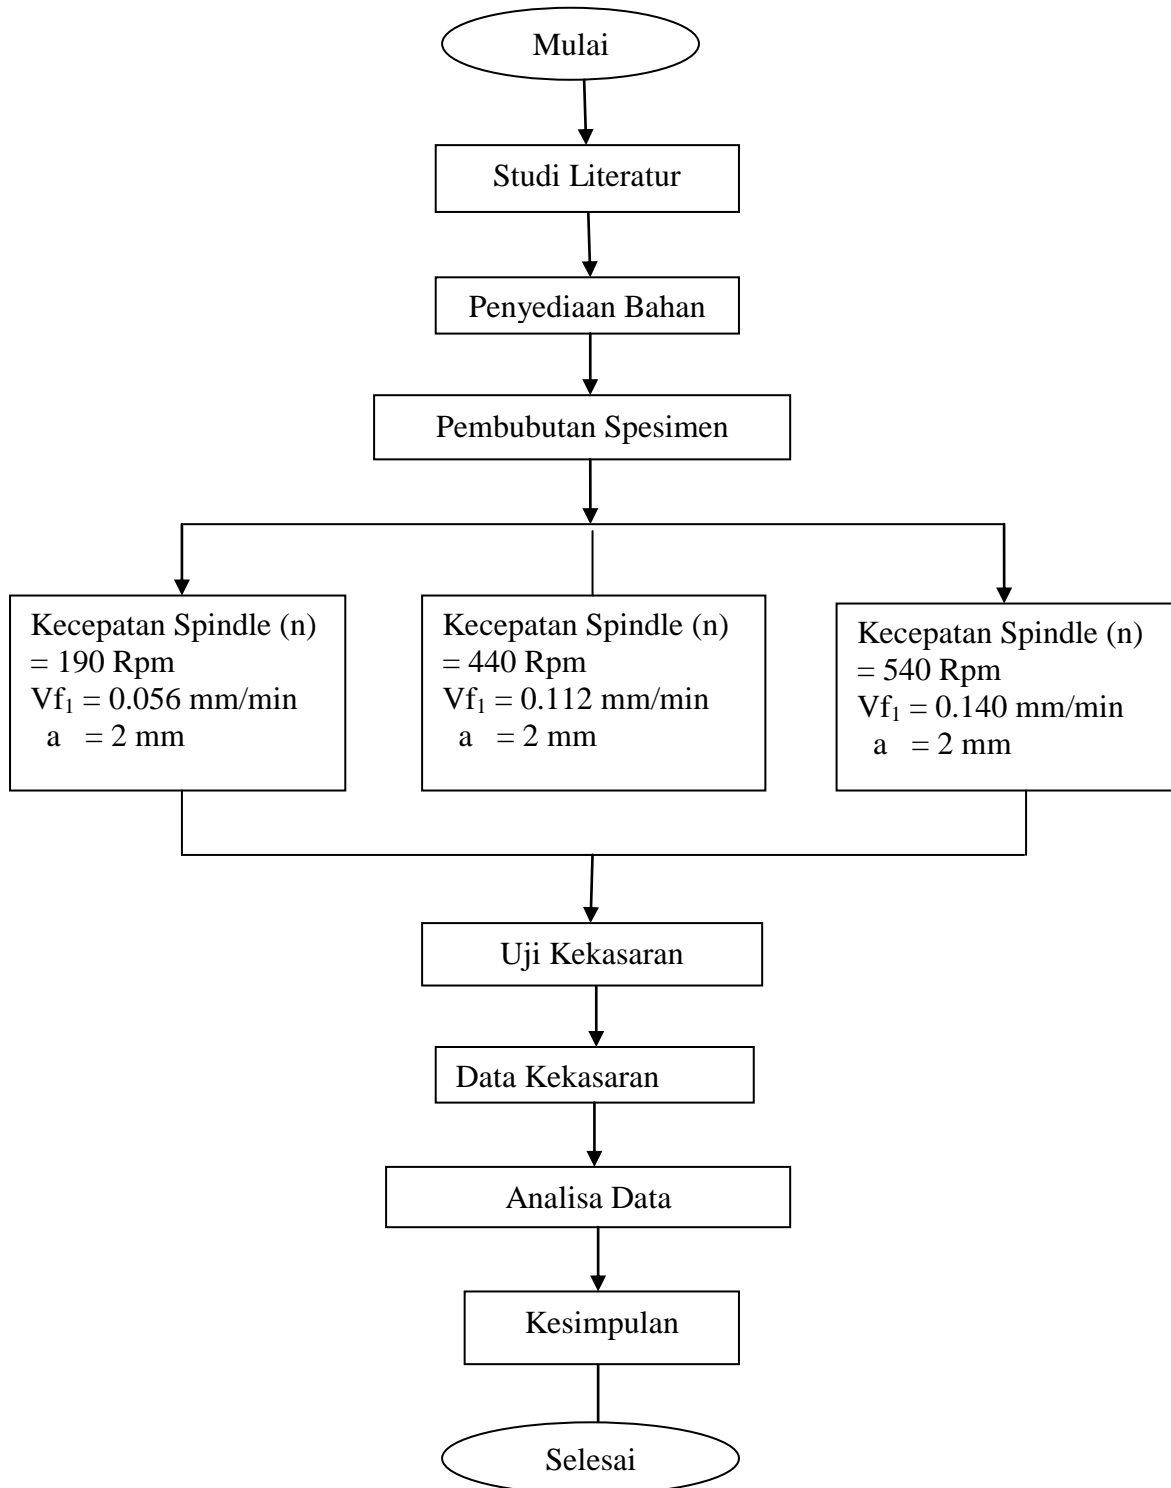 Mulai
Studi Literatur
Penyediaan Bahan
Pembubutan Spesimen
Kecepatan Spindle (n)
= 190 Rpm
Vf₁ = 0.056 mm/min
a = 2 mm
Kecepatan Spindle (n)
= 440 Rpm
Vf₁ = 0.112 mm/min
a = 2 mm
Kecepatan Spindle (n)
= 540 Rpm
Vf₁ = 0.140 mm/min
a = 2 mm
Uji Kekasaran
Data Kekasaran
Analisa Data
Kesimpulan
Selesai